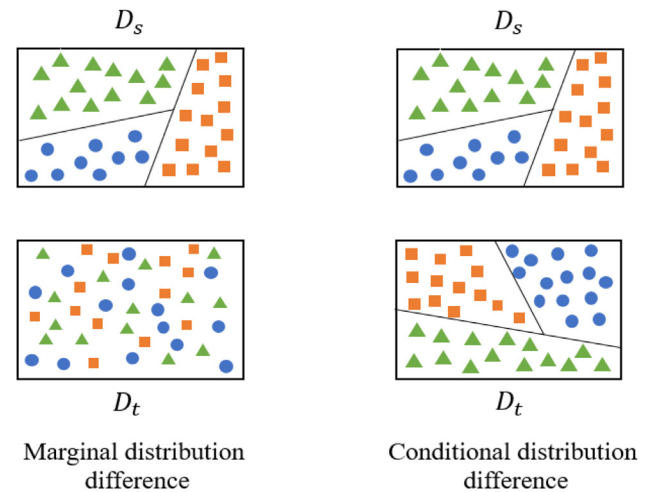 D_s
D_s
D_t
D_t
Marginal distribution
difference
Conditional distribution
difference